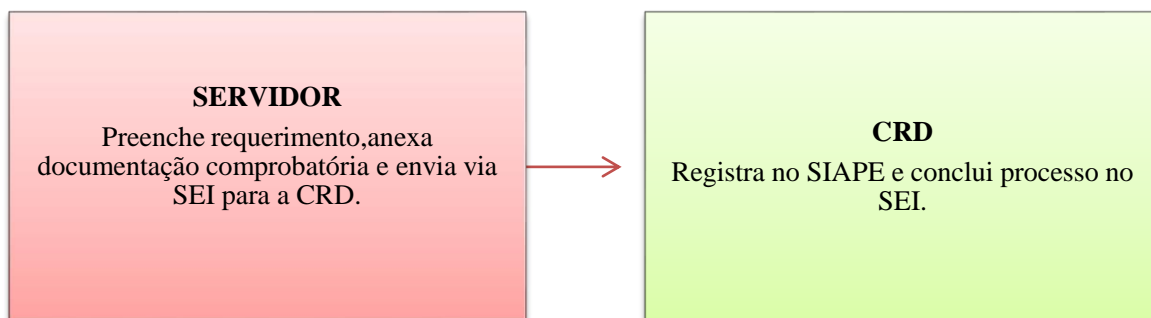 SERVIDOR
Preenche requerimento,anexa
documentação comprobatória e envia via
SEI para a CRD.
CRD
Registra no SIAPE e conclui processo no
SEI.